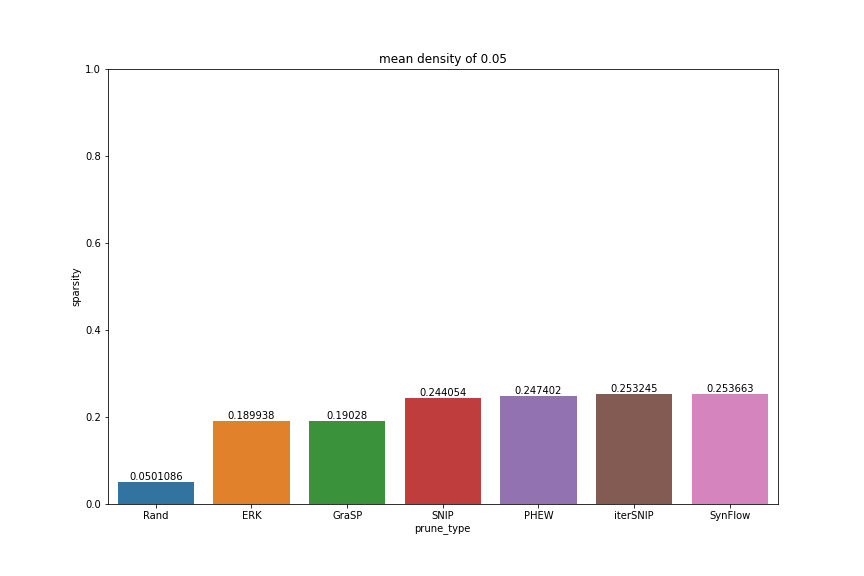 mean density of 0.05
1.0
0.8
0.6
0.4
0.2
0.0
sparsity
0.0501086
0.189938
0.19028
0.244054
0.247402
0.253245
0.253663
Rand
ERK
GraSP
SNIP
PHEW
iterSNIP
SynFlow
prune_type